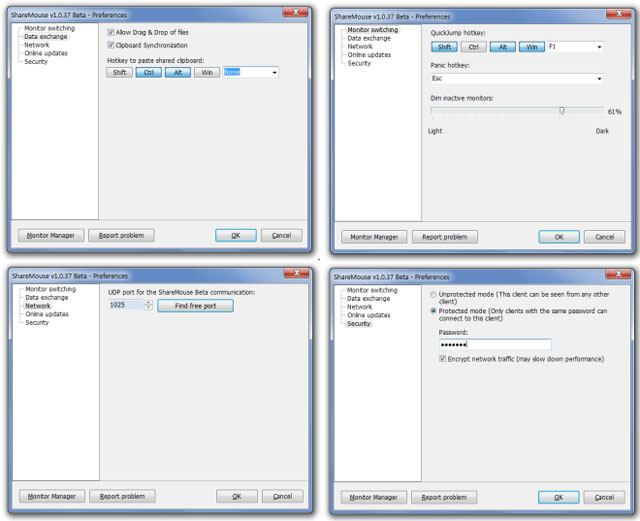 ShareMouse v1.0.37 Beta - Preferences
Monitor switching
Data exchange
Network
Online updates
Security
Allow Drag & Drop of files
Clipboard Synchronization
Hotkey to paste shared clipboard:
Shift Ctrl Alt Win None
Monitor Manager Report problem OK Cancel
ShareMouse v1.0.37 Beta - Preferences
Monitor switching
Data exchange
Network
Online updates
Security
QuickJump hotkey:
Shift Ctrl Alt Win F1
Panic hotkey:
Esc
Dim inactive monitors:
61%
Light Dark
Monitor Manager Report problem OK Cancel
ShareMouse v1.0.37 Beta - Preferences
Monitor switching
Data exchange
Network
Online updates
Security
UDP port for the ShareMouse Beta communication:
1025 Find free port
Monitor Manager Report problem OK Cancel
ShareMouse v1.0.37 Beta - Preferences
Monitor switching
Data exchange
Network
Online updates
Security
Unprotected mode (This client can be seen from any other
client)
Protected mode (Only clients with the same password can
connect to this client)
Password:
•••••••
Encrypt network traffic (may slow down performance)
Monitor Manager Report problem OK Cancel